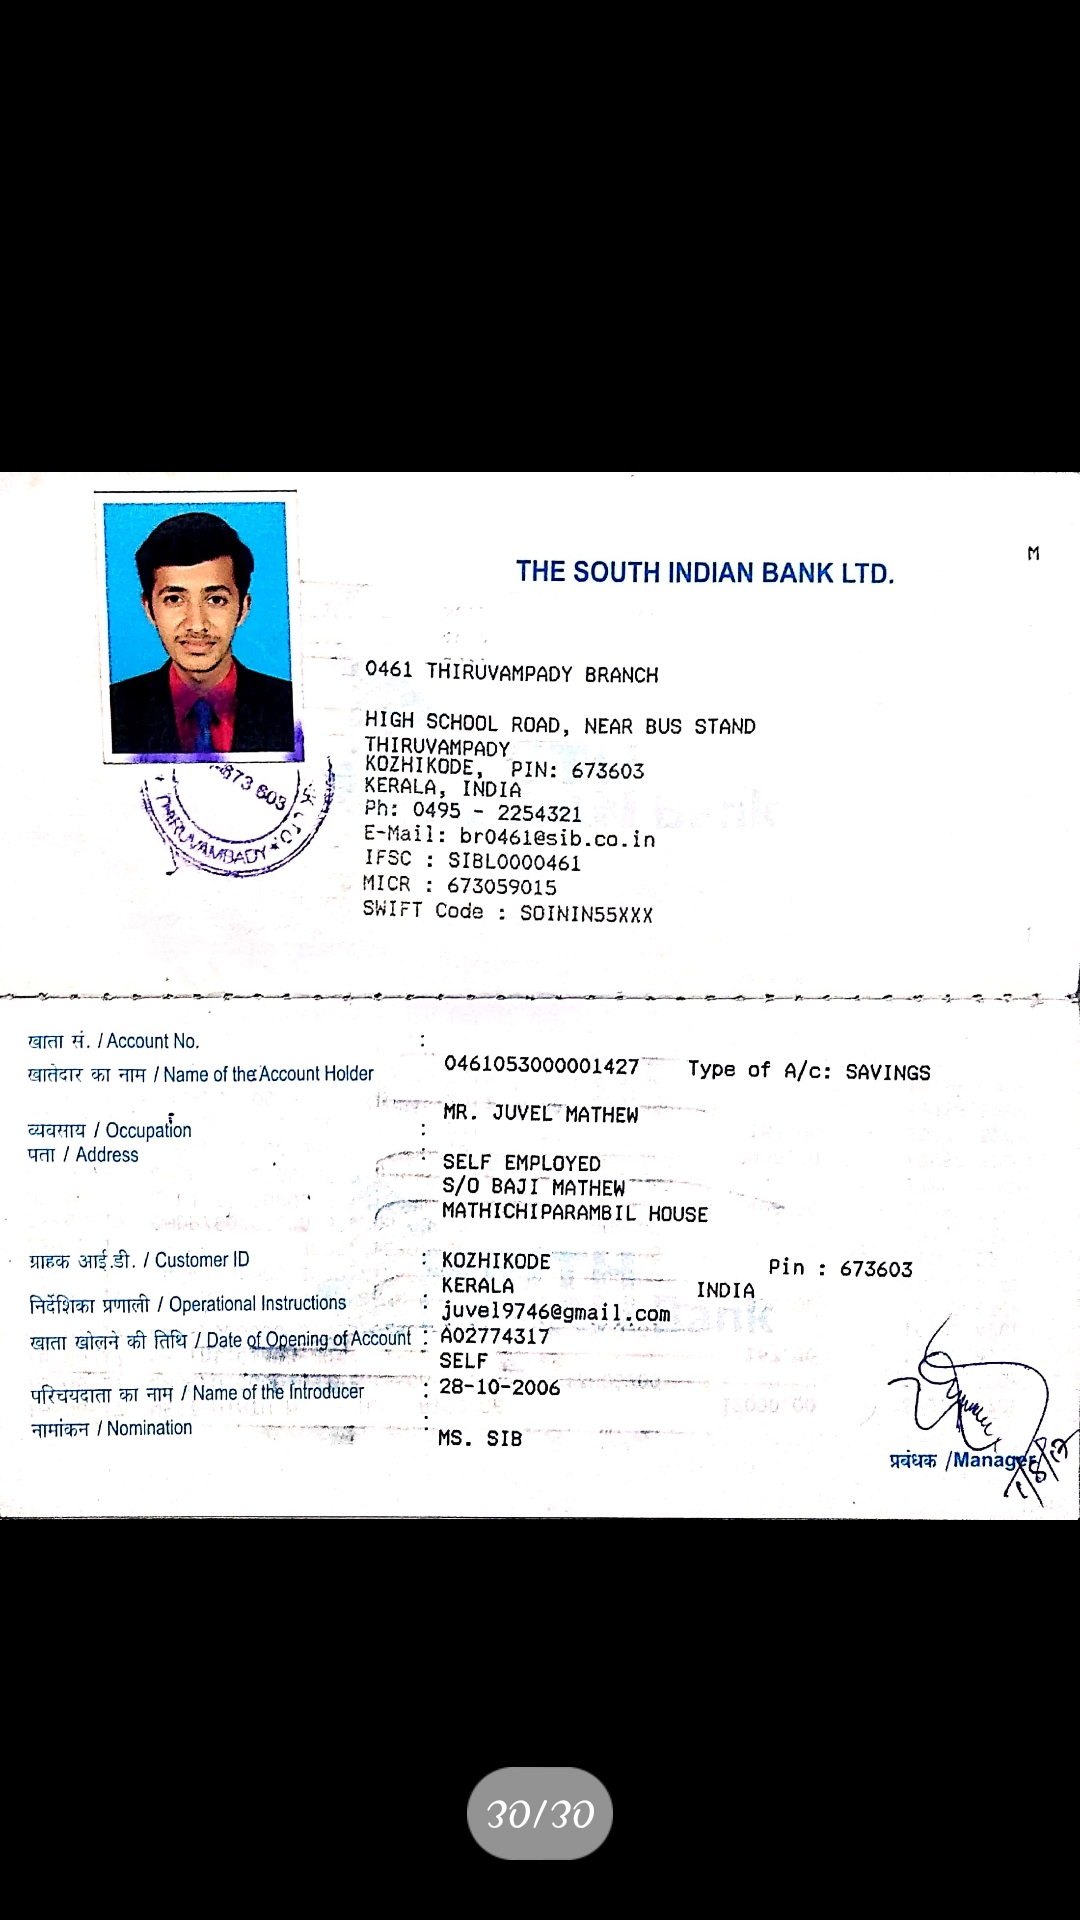 M
THE SOUTH INDIAN BANK LTD.
0461 THIRUVAMPADY BRANCH
HIGH SCHOOL ROAD, NEAR BUS STAND
THIRUVAMPADY
KOZHIKODE, PIN: 673603
KERALA, INDIA
Ph: 0495 - 2254321
E-Mail: br0461@sib.co.in
IFSC : SIBL0000461
MICR : 673059015
SWIFT Code : SOININ55XXX
673 603
THIRUVAMBADY
खाता सं. / Account No. :
0461053000001427 Type of A/c: SAVINGS
खातेदार का नाम / Name of the Account Holder
MR. JUVEL MATHEW
व्यवसाय / Occupation :
पता / Address :
SELF EMPLOYED
S/O BAJI MATHEW
MATHICHIPARAMBIL HOUSE
ग्राहक आई.डी. / Customer ID : KOZHIKODE Pin : 673603
KERALA INDIA
निर्देशिका प्रणाली / Operational Instructions : juvel9746@gmail.com
खाता खोलने की तिथि / Date of Opening of Account : A02774317
SELF
परिचयदाता का नाम / Name of the Introducer : 28-10-2006
नामांकन / Nomination :
MS. SIB
प्रबंधक /Manager
30/30